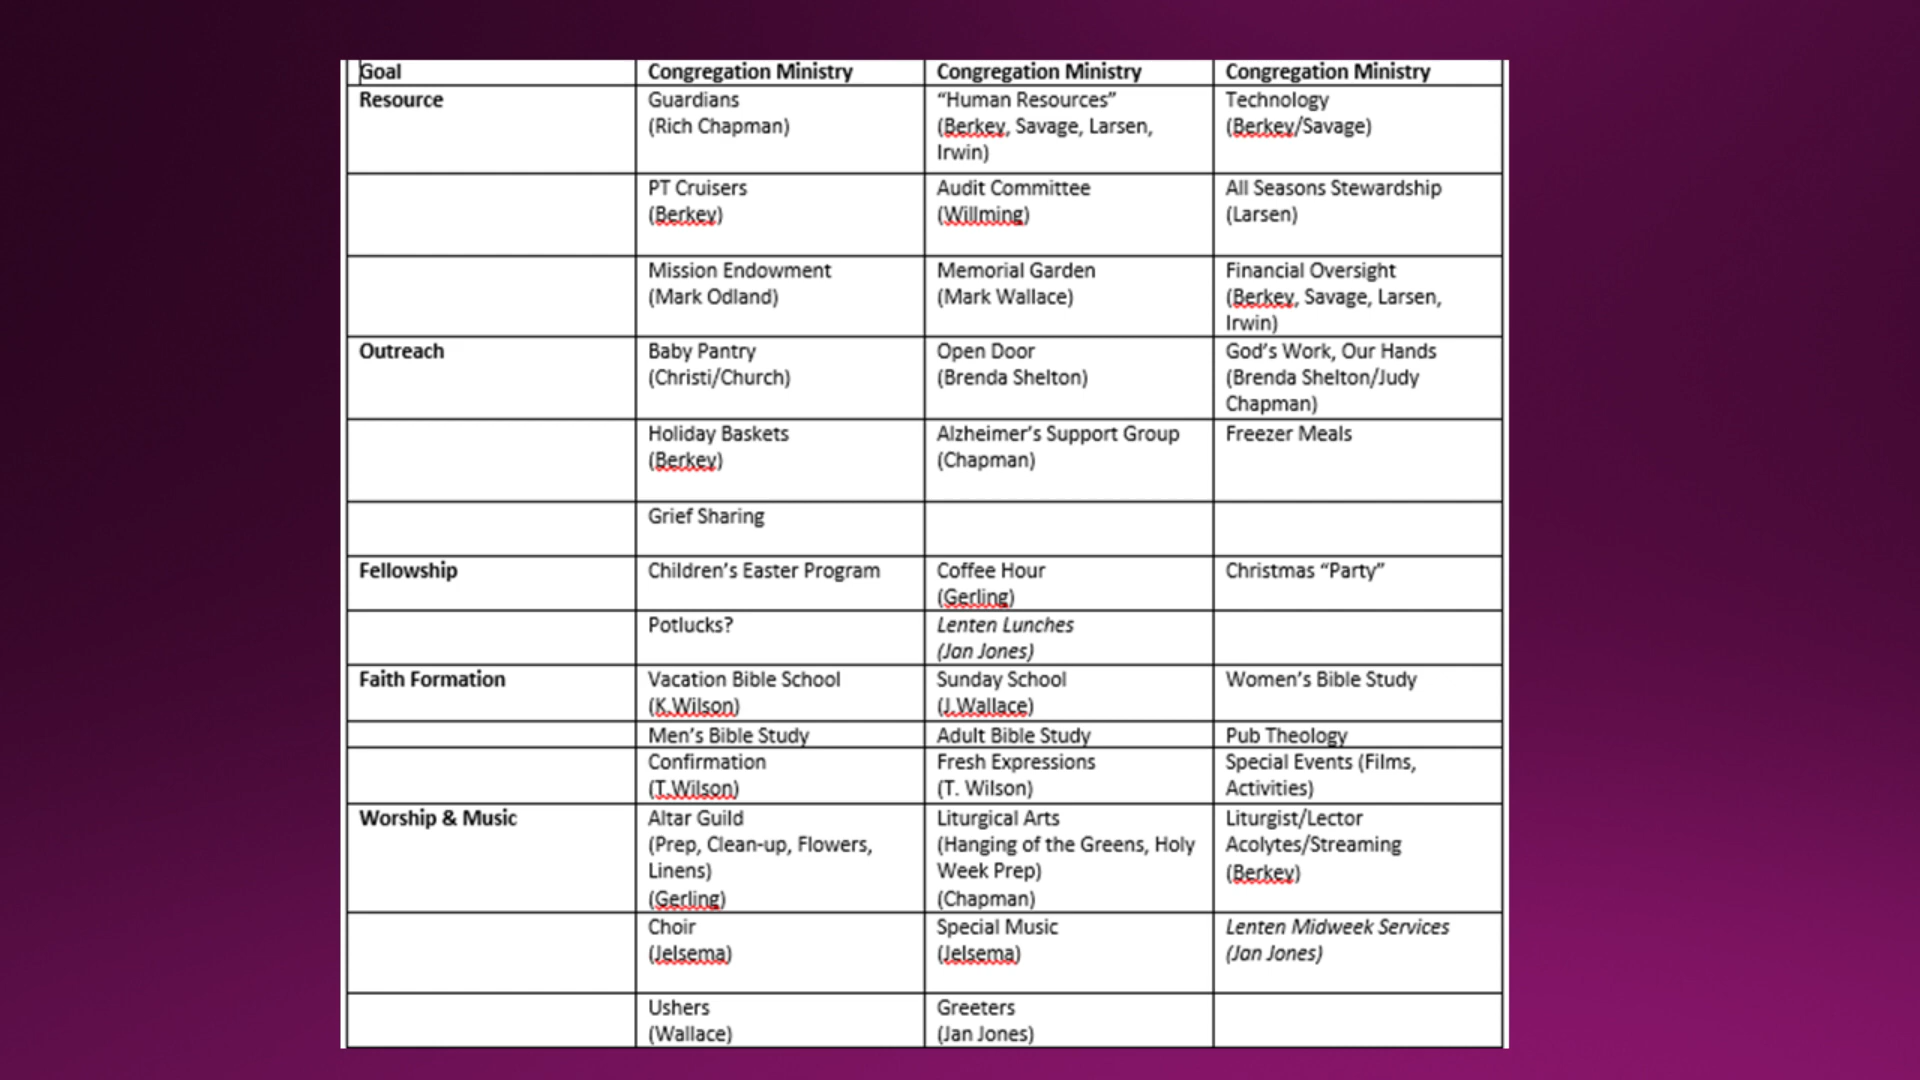 Goal
Congregation Ministry
Congregation Ministry
Congregation Ministry
Resource
Guardians
(Rich Chapman)
“Human Resources”
(Berkey, Savage, Larsen,
Irwin)
Technology
(Berkey/Savage)
PT Cruisers
(Berkey)
Audit Committee
(Willming)
All Seasons Stewardship
(Larsen)
Mission Endowment
(Mark Odland)
Memorial Garden
(Mark Wallace)
Financial Oversight
(Berkey, Savage, Larsen,
Irwin)
Outreach
Baby Pantry
(Christi/Church)
Open Door
(Brenda Shelton)
God’s Work, Our Hands
(Brenda Shelton/Judy
Chapman)
Holiday Baskets
(Berkey)
Alzheimer’s Support Group
(Chapman)
Freezer Meals
Grief Sharing
Fellowship
Children’s Easter Program
Coffee Hour
(Gerling)
Christmas “Party”
Potlucks?
Lenten Lunches
(Jan Jones)
Faith Formation
Vacation Bible School
(K.Wilson)
Sunday School
(J.Wallace)
Women’s Bible Study
Men’s Bible Study
Adult Bible Study
Pub Theology
Confirmation
(T.Wilson)
Fresh Expressions
(T. Wilson)
Special Events (Films,
Activities)
Worship & Music
Altar Guild
(Prep, Clean-up, Flowers,
Linens)
(Gerling)
Liturgical Arts
(Hanging of the Greens, Holy
Week Prep)
(Chapman)
Liturgist/Lector
Acolytes/Streaming
(Berkey)
Choir
(Jelsema)
Special Music
(Jelsema)
Lenten Midweek Services
(Jan Jones)
Ushers
(Wallace)
Greeters
(Jan Jones)